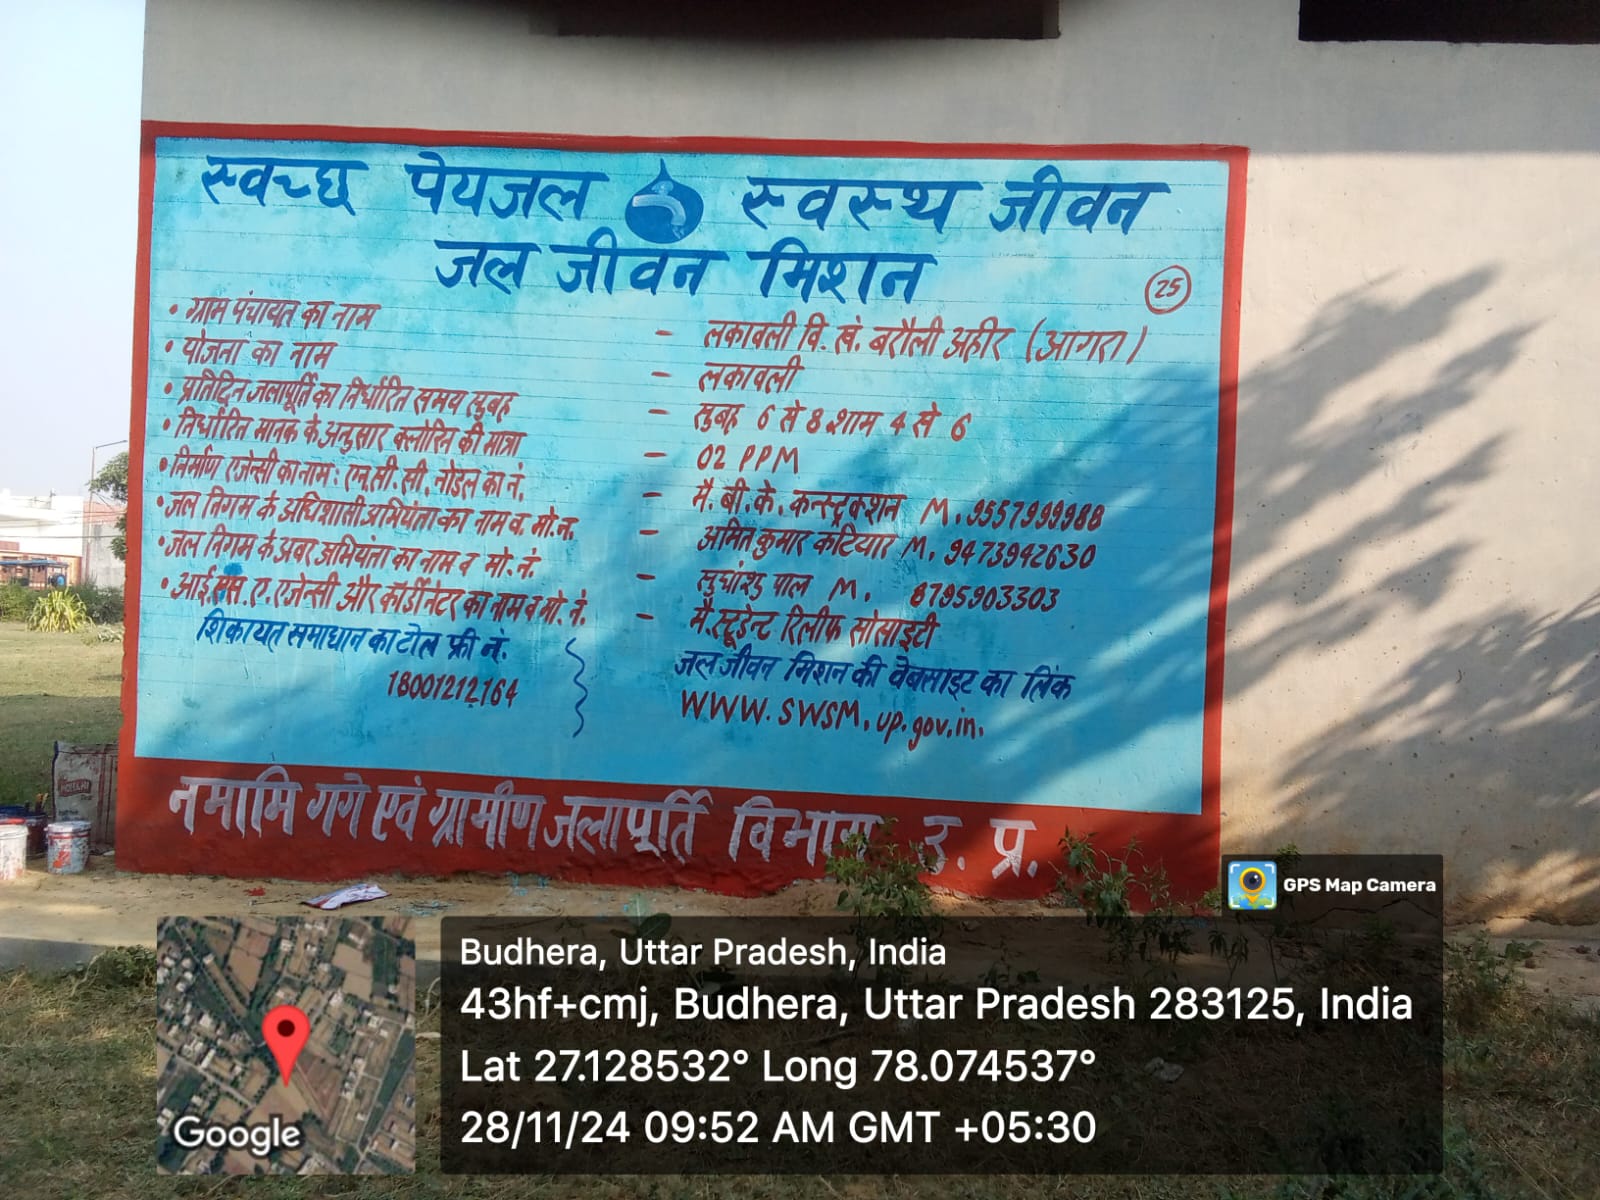 स्वच्छ पेयजल स्वस्थ जीवन
जल जीवन मिशन
25
• ग्राम पंचायत का नाम - लकावली वि. खं. बरौली अहीर (आगरा)
• योजना का नाम - लकावली
• प्रतिदिन जलापूर्ति का निर्धारित समय सुबह - सुबह 6 से 8 शाम 4 से 6
• निर्धारित मानक के अनुसार क्लोरिन की मात्रा - 02 PPM
• निर्माण एजेन्सी का नाम: एन.सी.सी. नोडल का नं. - मै. बी. के. कन्स्ट्रक्शन M. 9557999988
• जल निगम के अधिशाती अभियंता का नाम व. मो.न. - अमित कुमार कटियार M. 9473942630
• जल निगम के अवर अभियंता का नाम व मो. नं. - सुधांशु पाल M. 8795903303
• आई.एस. ए. एजेन्सी और कॉर्डीनेटर का नाम व मो. नं. - मै. स्टूडेन्ट रिलीफ सोसाइटी
शिकायत समाधान का टोल फ्री नं.
18001212164
जल जीवन मिशन की वेबसाइट का लिंक
WWW. SWSM. up. gov. in.
नमामि गगे एवं ग्रामीण जलापूर्ति विभाग उ. प्र.
GPS Map Camera
Budhera, Uttar Pradesh, India
43hf+cmj, Budhera, Uttar Pradesh 283125, India
Lat 27.128532° Long 78.074537°
28/11/24 09:52 AM GMT +05:30
Google